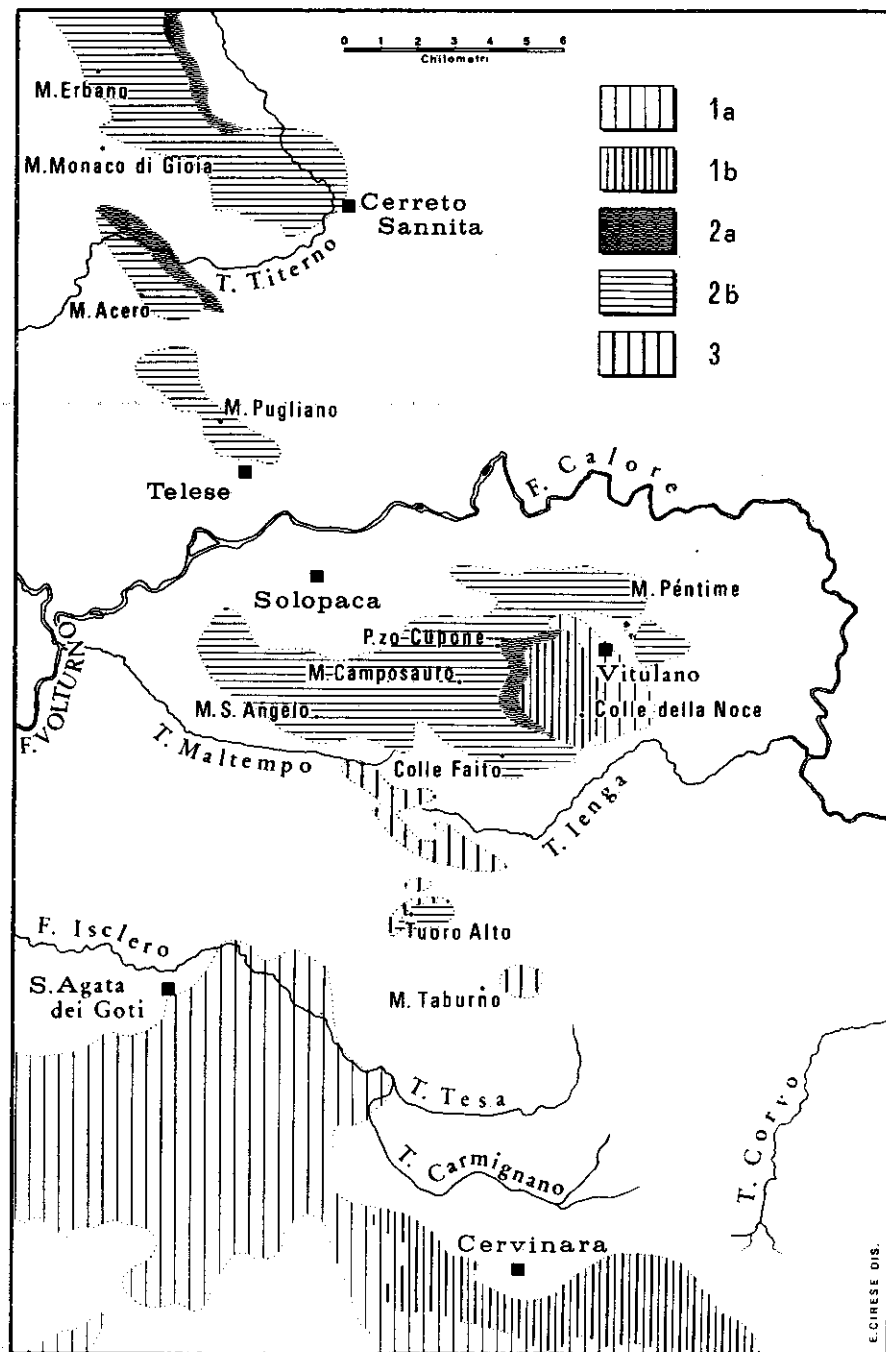 0 1 2 3 4 5 6
Chilometri
M. Erbano
1a
M. Monaco di Gioia
1b
Cerreto
Sannita
2a
T. Titerno
M. Acero
2b
3
M. Pugliano
Telese
F. Calore
Solopaca
M. Péntime
P.zo Cupone
M. Camposauro
Vitulano
M. S. Angelo
Colle della Noce
F. VOLTURNO
T. Maltempo
Colle Faito
T. Ienga
F. Isclero
Tuoro Alto
S. Agata
dei Goti
M. Taburno
T. Tesa
T. Corvo
T. Carmignano
Cervinara
E. CIRESE DIS.